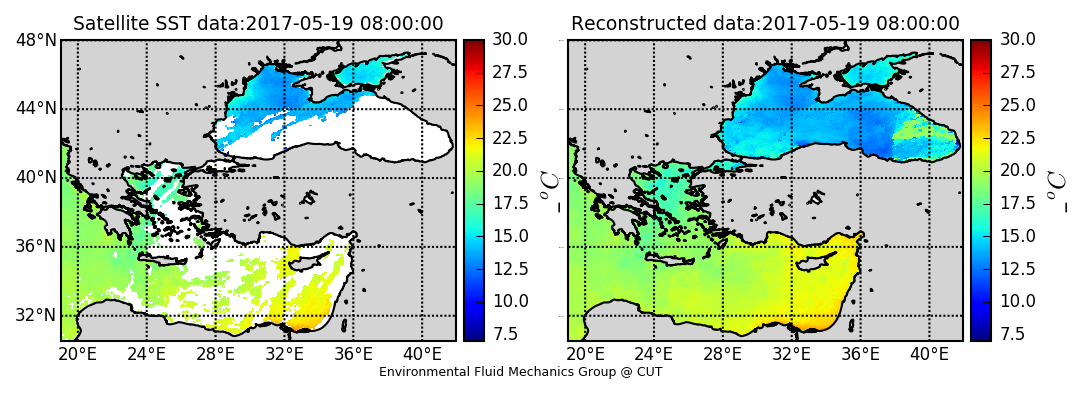 Satellite SST data:2017-05-19 08:00:00
Reconstructed data:2017-05-19 08:00:00
48°N
44°N
40°N
36°N
32°N
20°E 24°E 28°E 32°E 36°E 40°E
30.0
27.5
25.0
22.5
20.0
17.5
15.0
12.5
10.0
7.5
_°C
20°E 24°E 28°E 32°E 36°E 40°E
30.0
27.5
25.0
22.5
20.0
17.5
15.0
12.5
10.0
7.5
_°C
Environmental Fluid Mechanics Group @ CUT